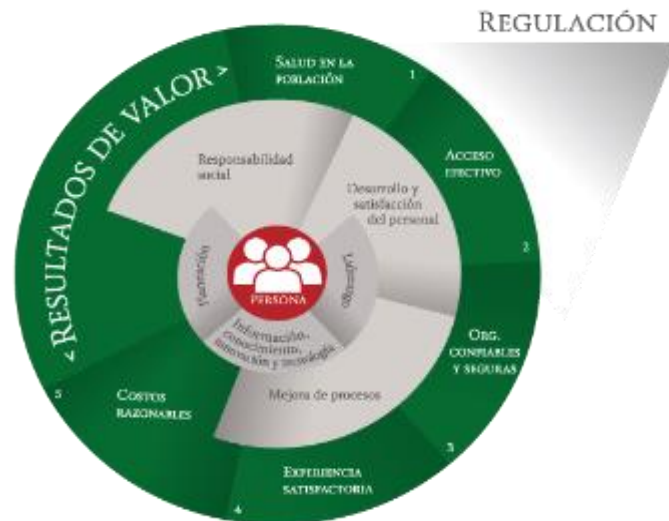 REGULACIÓN
< RESULTADOS DE VALOR >
SALUD EN LA
POBLACIÓN
1
ACCESO
EFECTIVO
2
ORG.
CONFIABLES
Y SEGURAS
3
EXPERIENCIA
SATISFACTORIA
4
COSTOS
RAZONABLES
5
Responsabilidad
social
Desarrollo y
satisfacción
del personal
Mejora de procesos
Planeación
Liderazgo
Información,
conocimiento,
innovación y tecnología
PERSONA